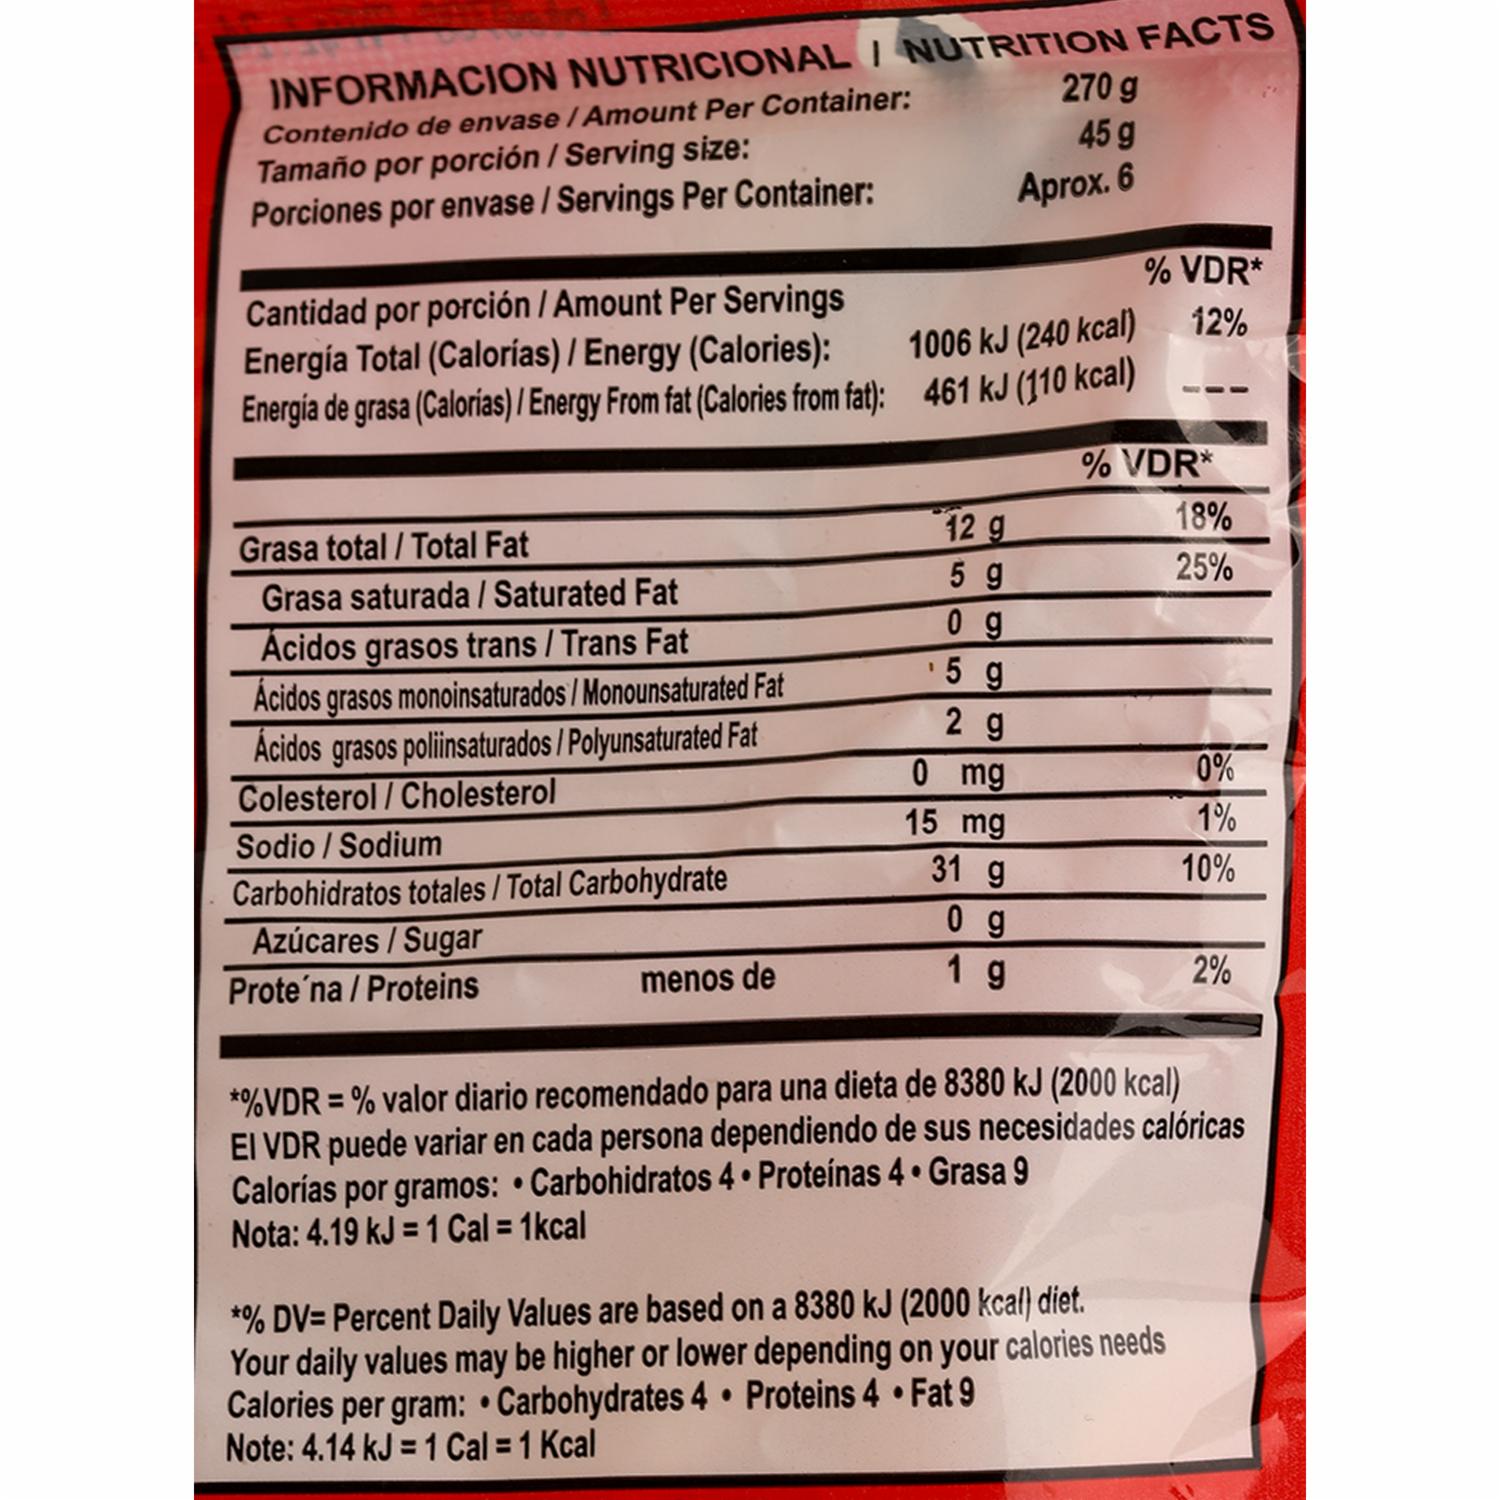 INFORMACION NUTRICIONAL / NUTRITION FACTS
Contenido de envase / Amount Per Container: 270 g
Tamaño por porción / Serving size: 45 g
Porciones por envase / Servings Per Container: Aprox. 6
% VDR*
Cantidad por porción / Amount Per Servings
Energía Total (Calorías) / Energy (Calories): 1006 kJ (240 kcal) 12%
Energía de grasa (Calorías) / Energy From fat (Calories from fat): 461 kJ (110 kcal) ---
% VDR*
Grasa total / Total Fat 12 g 18%
Grasa saturada / Saturated Fat 5 g 25%
Ácidos grasos trans / Trans Fat 0 g
Ácidos grasos monoinsaturados / Monounsaturated Fat 5 g
Ácidos grasos poliinsaturados / Polyunsaturated Fat 2 g
Colesterol / Cholesterol 0 mg 0%
Sodio / Sodium 15 mg 1%
Carbohidratos totales / Total Carbohydrate 31 g 10%
Azúcares / Sugar 0 g
Prote´na / Proteins menos de 1 g 2%
*%VDR = % valor diario recomendado para una dieta de 8380 kJ (2000 kcal)
El VDR puede variar en cada persona dependiendo de sus necesidades calóricas
Calorías por gramos: • Carbohidratos 4 • Proteínas 4 • Grasa 9
Nota: 4.19 kJ = 1 Cal = 1kcal
*% DV= Percent Daily Values are based on a 8380 kJ (2000 kcal) diet.
Your daily values may be higher or lower depending on your calories needs
Calories per gram: • Carbohydrates 4 • Proteins 4 • Fat 9
Note: 4.14 kJ = 1 Cal = 1 Kcal